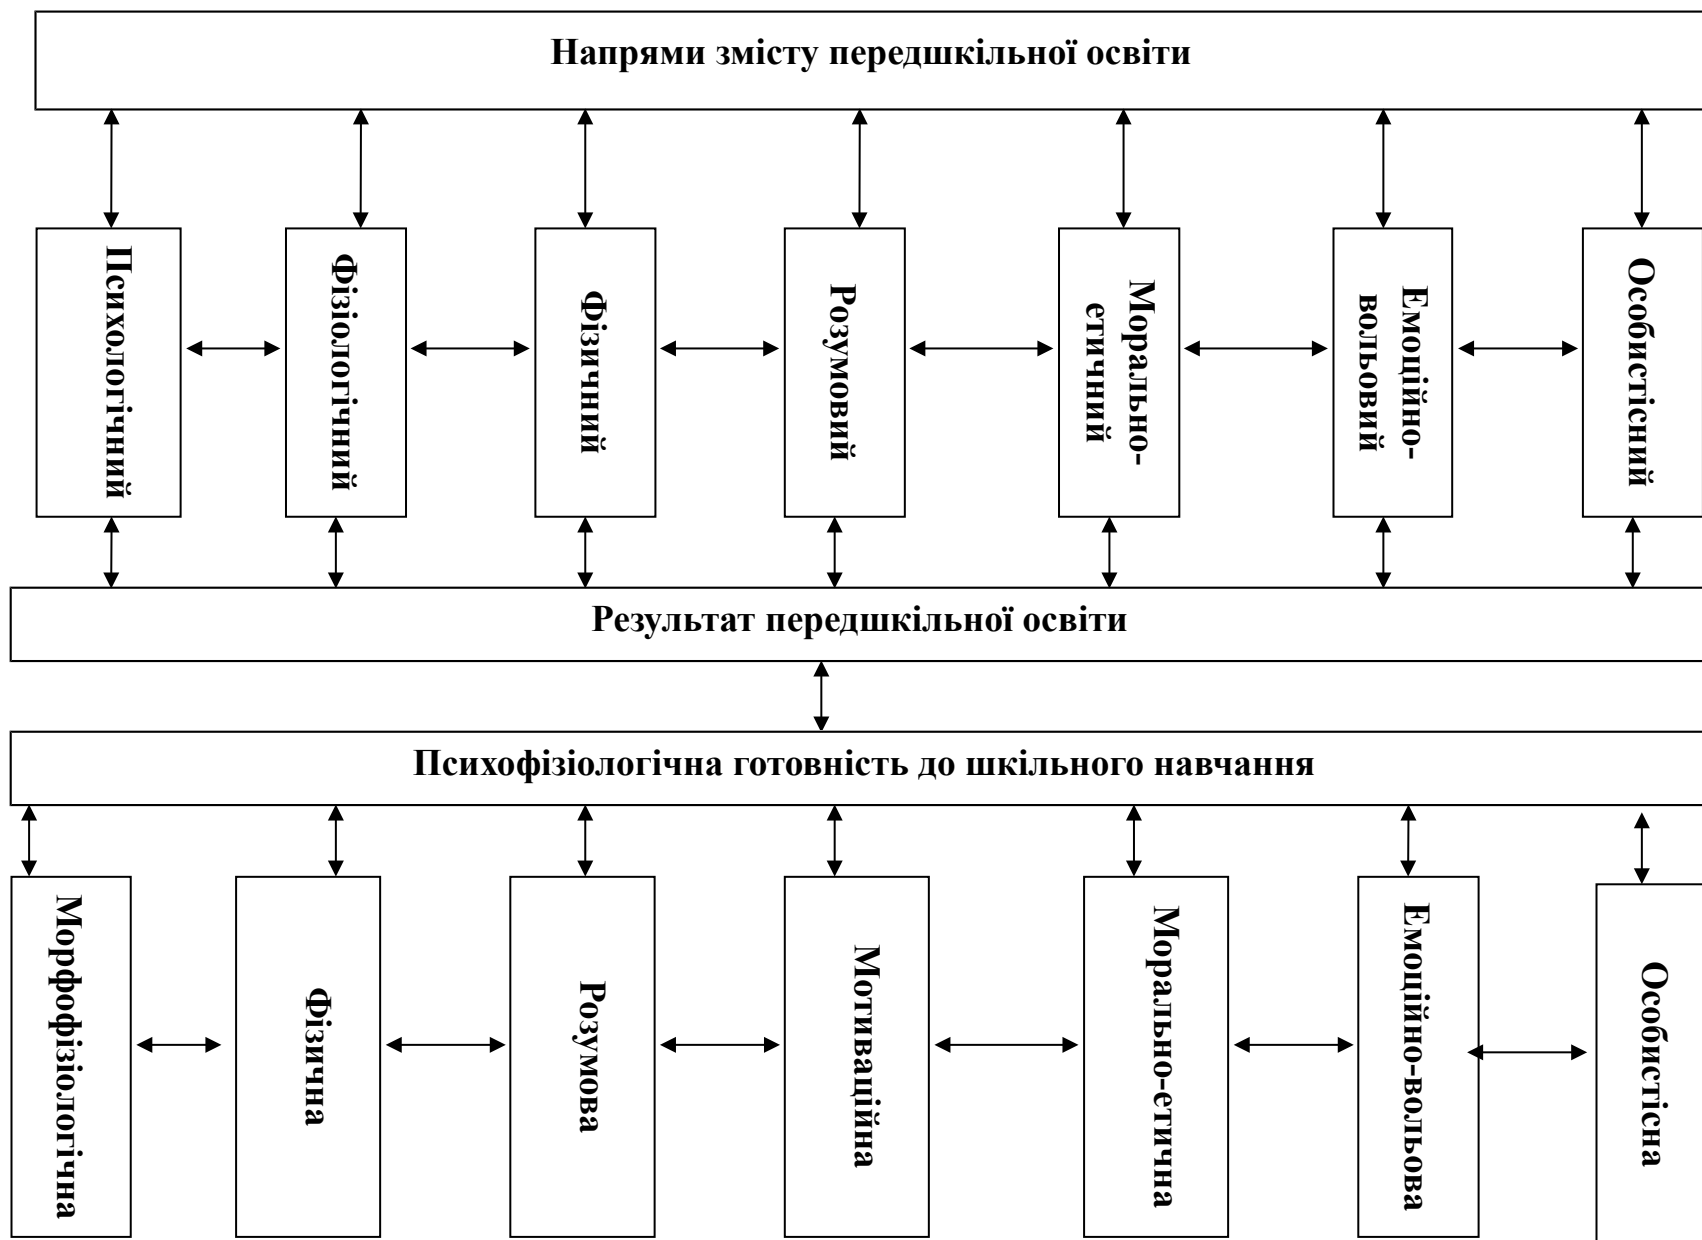 Напрями змісту передшкільної освіти
Психологічний
Фізіологічний
Фізичний
Розумовий
Морально-
етичний
Емоційно-
вольовий
Особистісний
Результат передшкільної освіти
Психофізіологічна готовність до шкільного навчання
Морфофізіологічна
Фізична
Розумова
Мотиваційна
Морально-етична
Емоційно-вольова
Особистісна